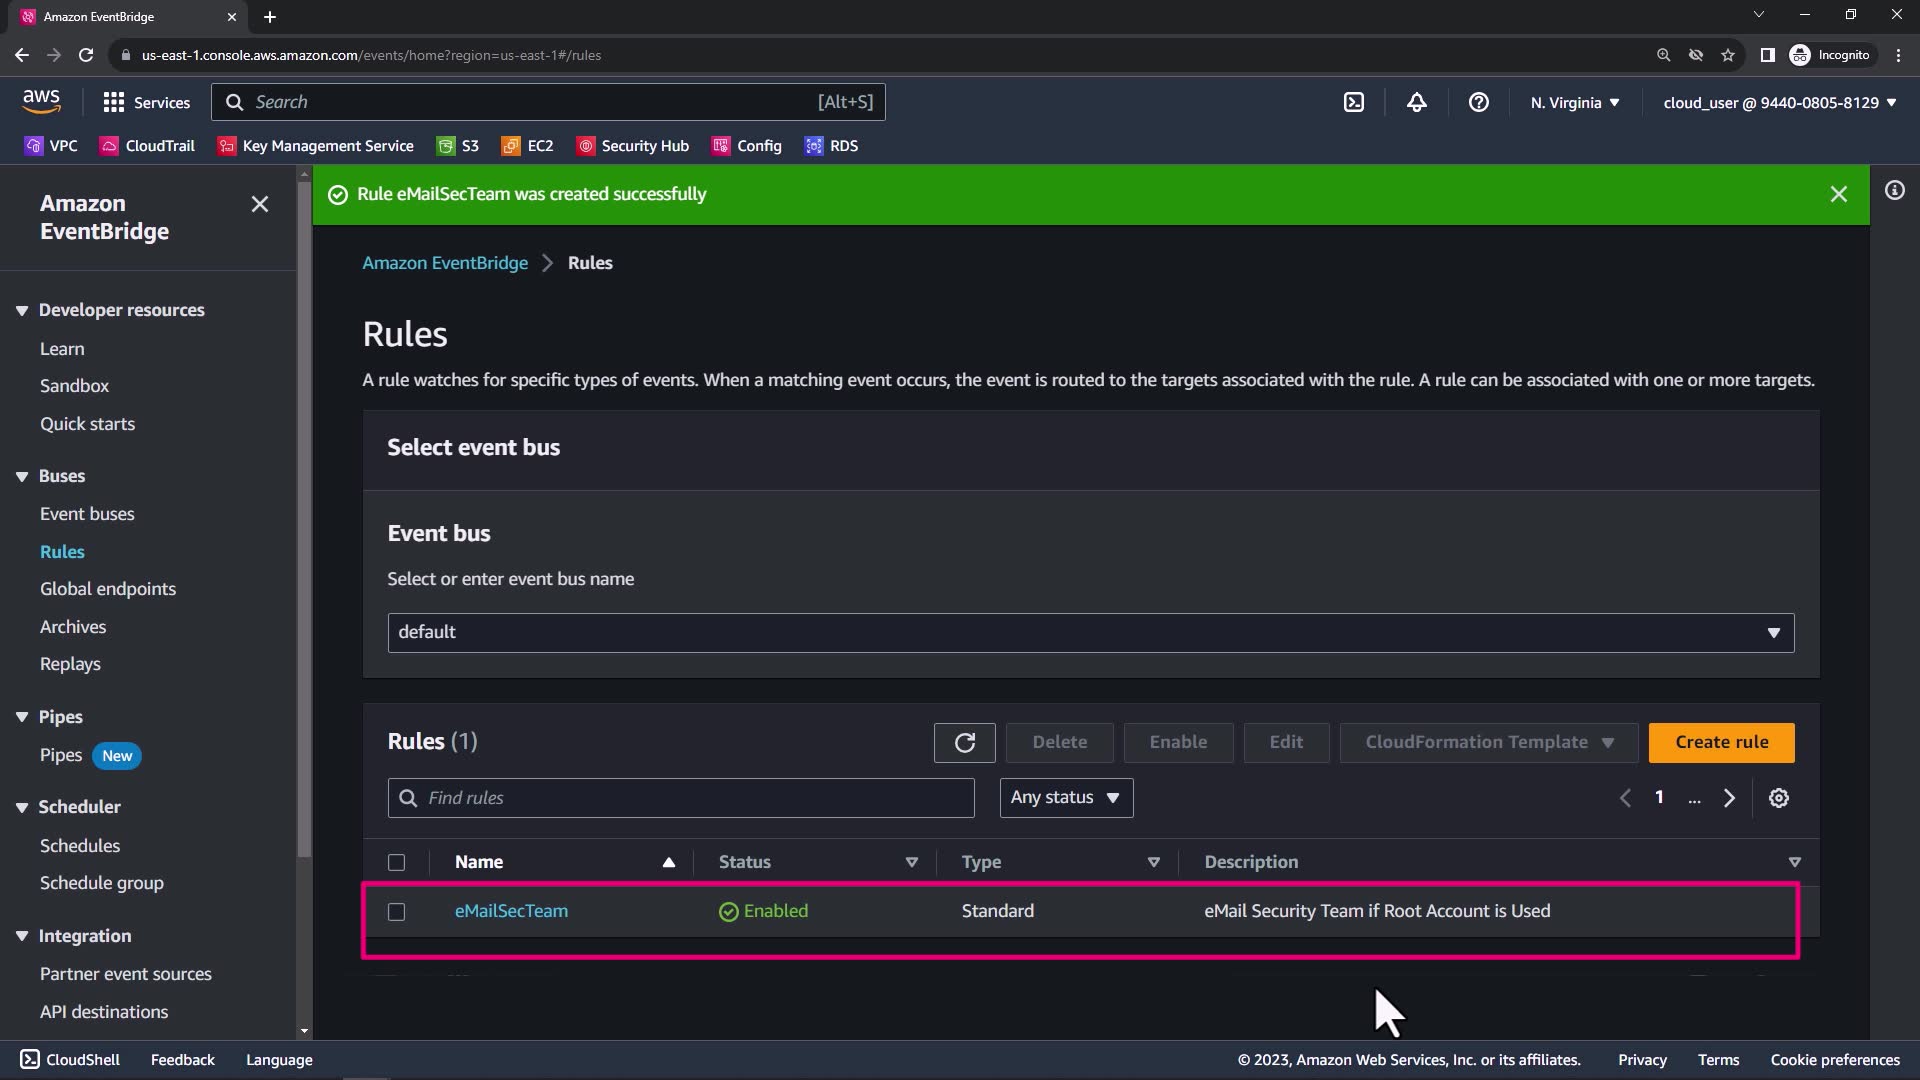 Amazon EventBridge
us-east-1.console.aws.amazon.com/events/home?region=us-east-1#/rules
Incognito
aws
Services
Search
[Alt+S]
N. Virginia
cloud_user @ 9440-0805-8129
VPC
CloudTrail
Key Management Service
S3
EC2
Security Hub
Config
RDS
Amazon
EventBridge
Developer resources
Learn
Sandbox
Quick starts
Buses
Event buses
Rules
Global endpoints
Archives
Replays
Pipes
Pipes New
Scheduler
Schedules
Schedule group
Integration
Partner event sources
API destinations
Rule eMailSecTeam was created successfully
Amazon EventBridge > Rules
Rules
A rule watches for specific types of events. When a matching event occurs, the event is routed to the targets associated with the rule. A rule can be associated with one or more targets.
Select event bus
Event bus
Select or enter event bus name
default
Rules (1)
Delete
Enable
Edit
CloudFormation Template
Create rule
Find rules
Any status
1 ...
Name
Status
Type
Description
eMailSecTeam
Enabled
Standard
eMail Security Team if Root Account is Used
CloudShell
Feedback
Language
© 2023, Amazon Web Services, Inc. or its affiliates.
Privacy
Terms
Cookie preferences